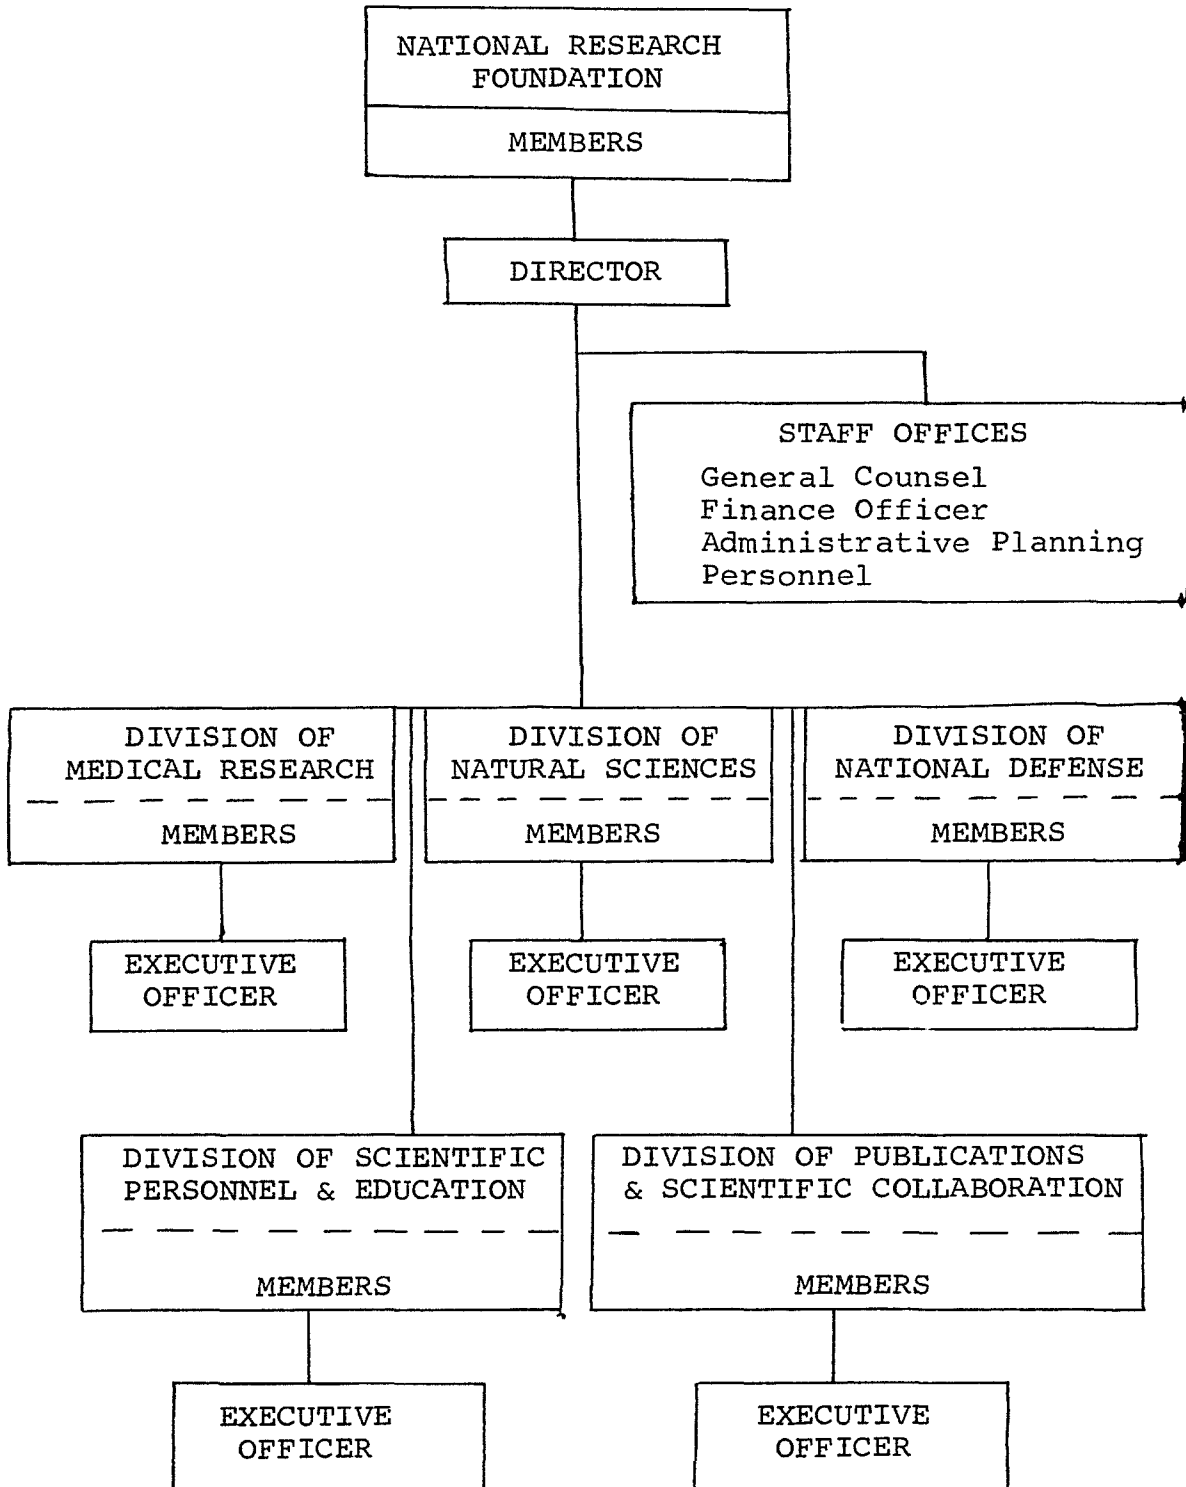 NATIONAL RESEARCH
FOUNDATION
MEMBERS
DIRECTOR
STAFF OFFICES
General Counsel
Finance Officer
Administrative Planning
Personnel
DIVISION OF
MEDICAL RESEARCH
MEMBERS
DIVISION OF
NATURAL SCIENCES
MEMBERS
DIVISION OF
NATIONAL DEFENSE
MEMBERS
EXECUTIVE
OFFICER
EXECUTIVE
OFFICER
EXECUTIVE
OFFICER
DIVISION OF SCIENTIFIC
PERSONNEL & EDUCATION
MEMBERS
DIVISION OF PUBLICATIONS
& SCIENTIFIC COLLABORATION
MEMBERS
EXECUTIVE
OFFICER
EXECUTIVE
OFFICER